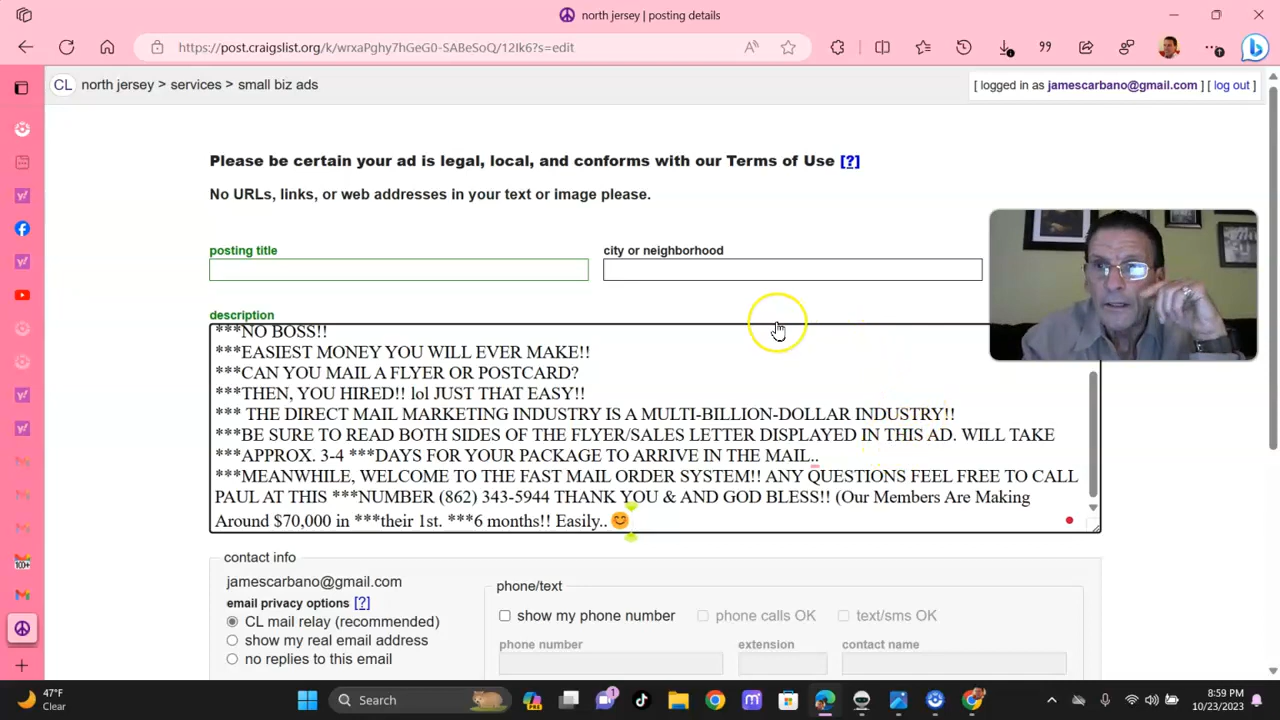 north jersey | posting details
https://post.craigslist.org/k/wrxaPghy7hGeG0-SABeSoQ/12Ik6?s=edit
CL north jersey > services > small biz ads
[ logged in as jamescarbano@gmail.com ] [ log out ]
Please be certain your ad is legal, local, and conforms with our Terms of Use [?]
No URLs, links, or web addresses in your text or image please.
posting title
city or neighborhood
description
***NO BOSS!!
***EASIEST MONEY YOU WILL EVER MAKE!!
***CAN YOU MAIL A FLYER OR POSTCARD?
***THEN, YOU HIRED!! lol JUST THAT EASY!!
*** THE DIRECT MAIL MARKETING INDUSTRY IS A MULTI-BILLION-DOLLAR INDUSTRY!!
***BE SURE TO READ BOTH SIDES OF THE FLYER/SALES LETTER DISPLAYED IN THIS AD. WILL TAKE
***APPROX. 3-4 ***DAYS FOR YOUR PACKAGE TO ARRIVE IN THE MAIL..
***MEANWHILE, WELCOME TO THE FAST MAIL ORDER SYSTEM!! ANY QUESTIONS FEEL FREE TO CALL
PAUL AT THIS ***NUMBER (862) 343-5944 THANK YOU & AND GOD BLESS!! (Our Members Are Making
Around $70,000 in ***their 1st. ***6 months!! Easily.. 😊
contact info
jamescarbano@gmail.com
email privacy options [?]
CL mail relay (recommended)
show my real email address
no replies to this email
phone/text
show my phone number
phone calls OK
text/sms OK
phone number
extension
contact name
100+
47°F
Clear
Search
1
8:59 PM
10/23/2023